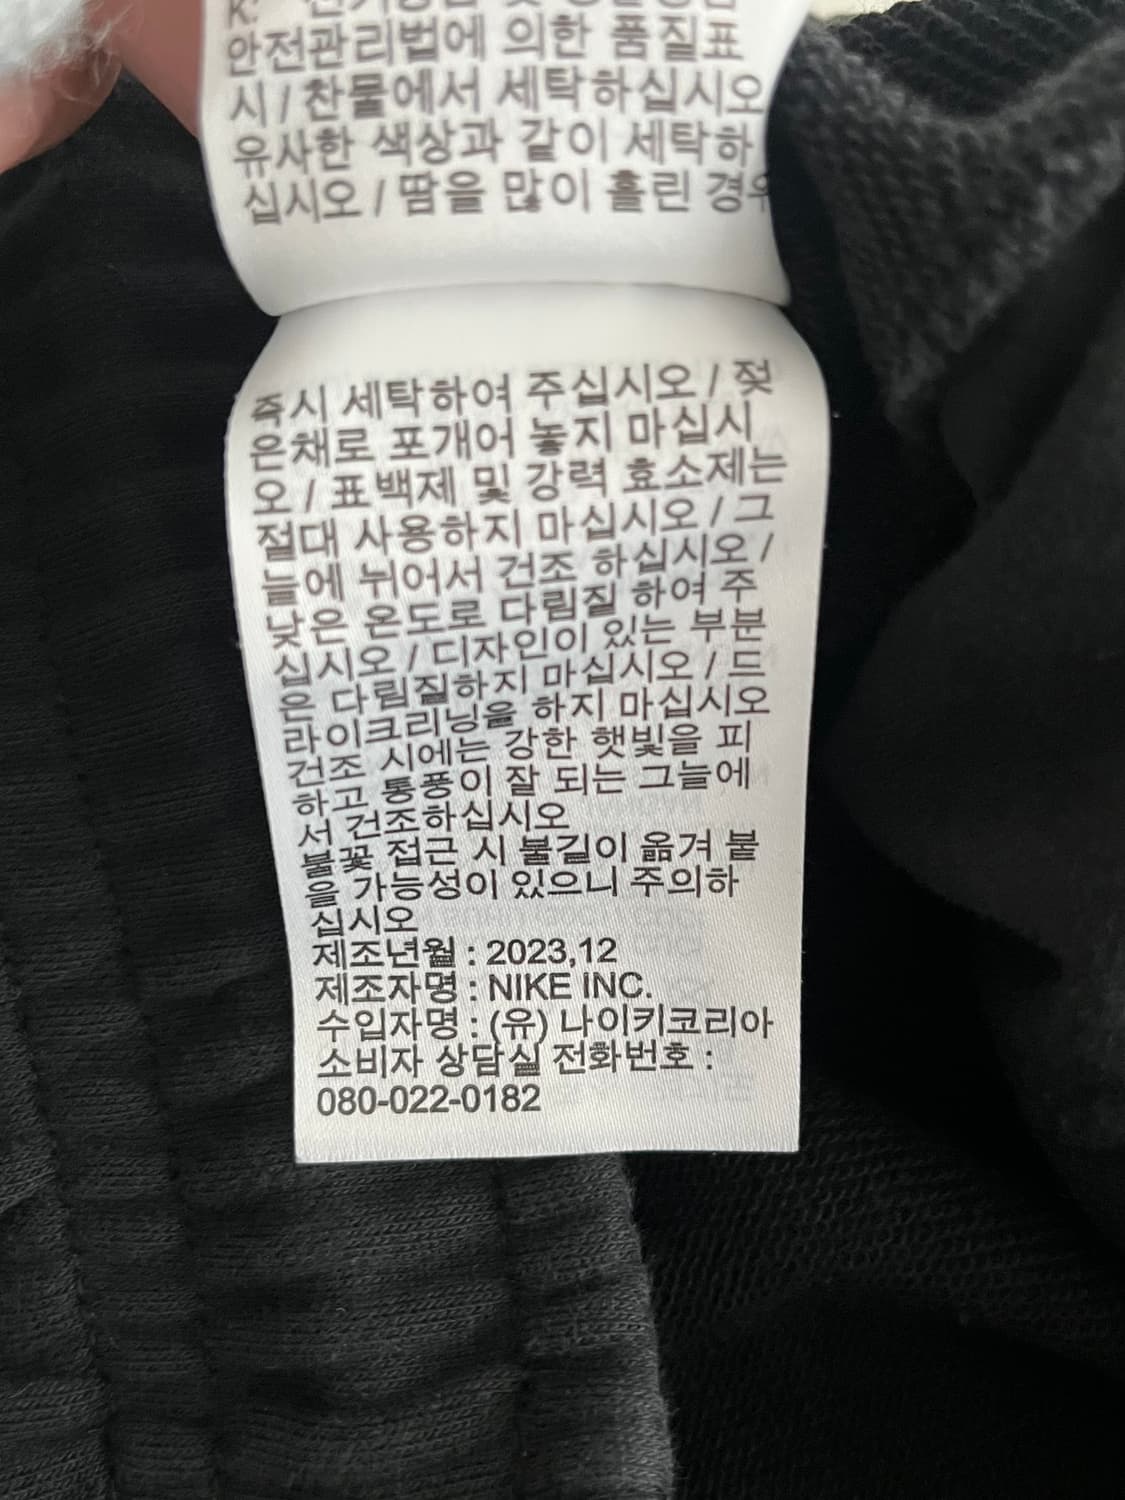 안전관리법에 의한 품질표
시 / 찬물에서 세탁하십시오
유사한 색상과 같이 세탁하
십시오 / 땀을 많이 흘린 경우
즉시 세탁하여 주십시오 / 젖
은채로 포개어 놓지 마십시
오 / 표백제 및 강력 효소제는
절대 사용하지 마십시오 / 그
늘에 뉘어서 건조 하십시오 /
낮은 온도로 다림질 하여 주
십시오 / 디자인이 있는 부분
은 다림질하지 마십시오 / 드
라이크리닝을 하지 마십시오
건조 시에는 강한 햇빛을 피
하고 통풍이 잘 되는 그늘에
서 건조하십시오
불꽃 접근 시 불길이 옮겨 붙
을 가능성이 있으니 주의하
십시오
제조년월 : 2023,12
제조자명 : NIKE INC.
수입자명 : (유) 나이키코리아
소비자 상담실 전화번호 :
080-022-0182